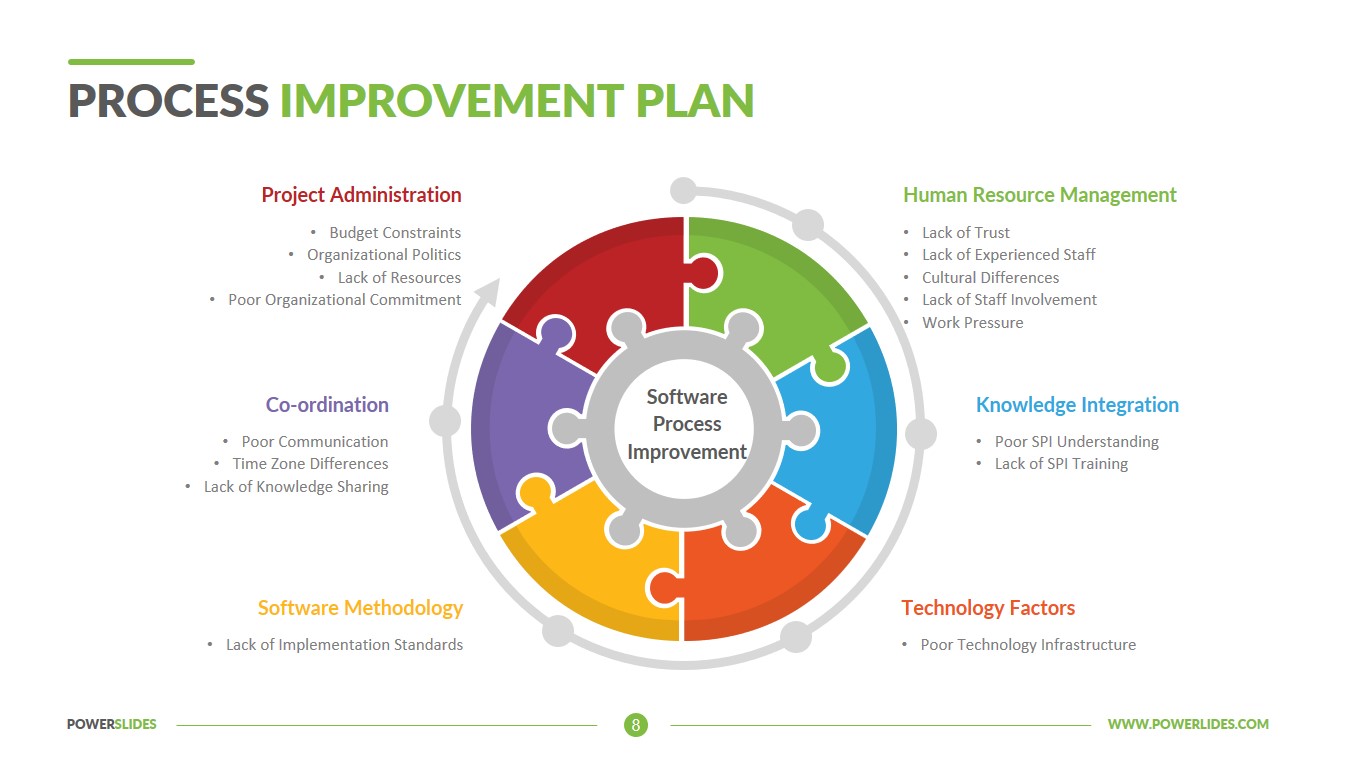 PROCESS IMPROVEMENT PLAN
Project Administration
• Budget Constraints
• Organizational Politics
• Lack of Resources
• Poor Organizational Commitment
Human Resource Management
• Lack of Trust
• Lack of Experienced Staff
• Cultural Differences
• Lack of Staff Involvement
• Work Pressure
Co-ordination
• Poor Communication
• Time Zone Differences
• Lack of Knowledge Sharing
Software
Process
Improvement
Knowledge Integration
• Poor SPI Understanding
• Lack of SPI Training
Software Methodology
• Lack of Implementation Standards
Technology Factors
• Poor Technology Infrastructure
POWERSLIDES
8
WWW.POWERLIDES.COM